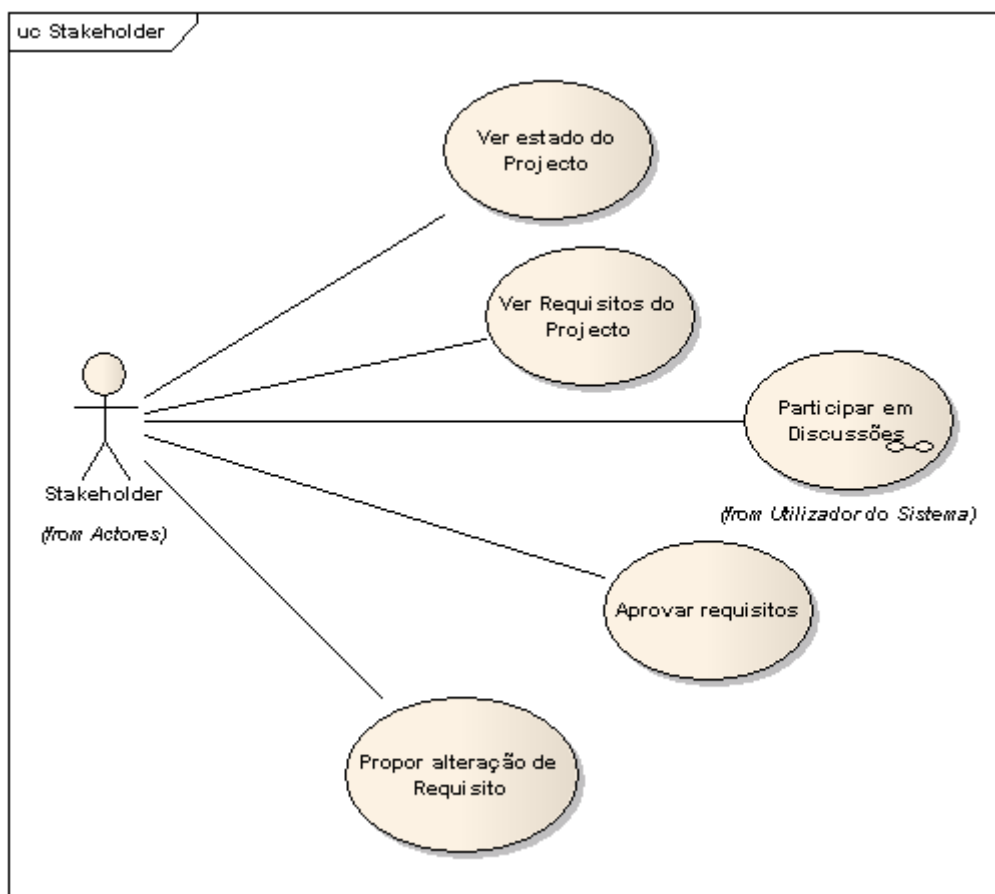 uc Stakeholder
Ver estado do
Projecto
Ver Requisitos do
Projecto
Participar em
Discussões
(from Utilizador do Sistema)
Stakeholder
(from Actores)
Aprovar requisitos
Propor alteração de
Requisito